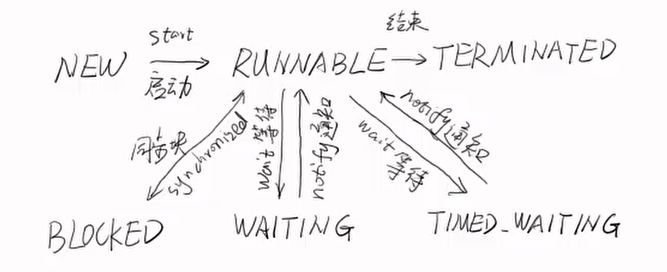 start 结束
NEW → RUNNABLE → TERMINATED
启动
同步块 synchronized wait 等待 notify 通知 wait 等待 notify 通知
BLOCKED WAITING TIMED_WAITING